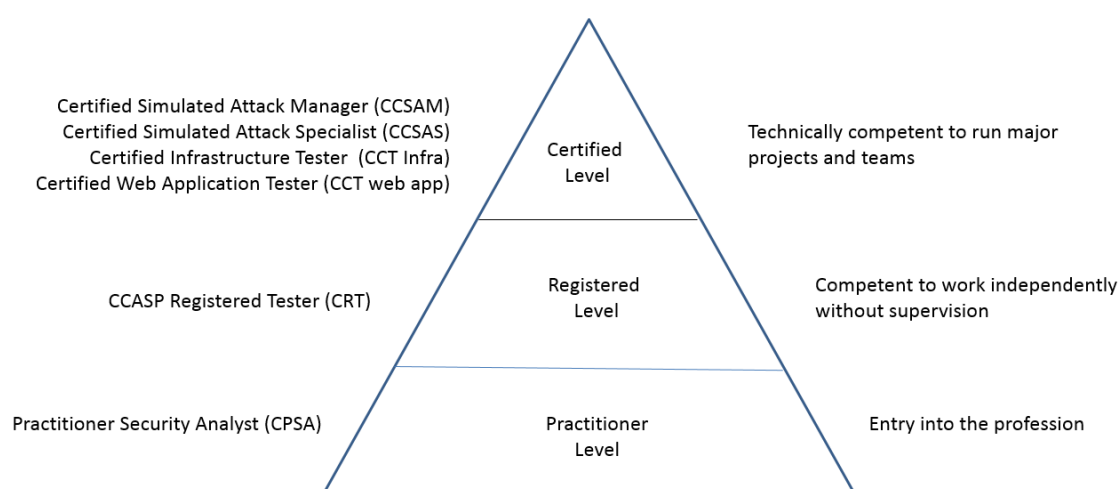 Certified Simulated Attack Manager (CCSAM)
Certified Simulated Attack Specialist (CCSAS)
Certified Infrastructure Tester (CCT Infra)
Certified Web Application Tester (CCT web app)
Certified
Level
Technically competent to run major
projects and teams
CCASP Registered Tester (CRT)
Registered
Level
Competent to work independently
without supervision
Practitioner Security Analyst (CPSA)
Practitioner
Level
Entry into the profession